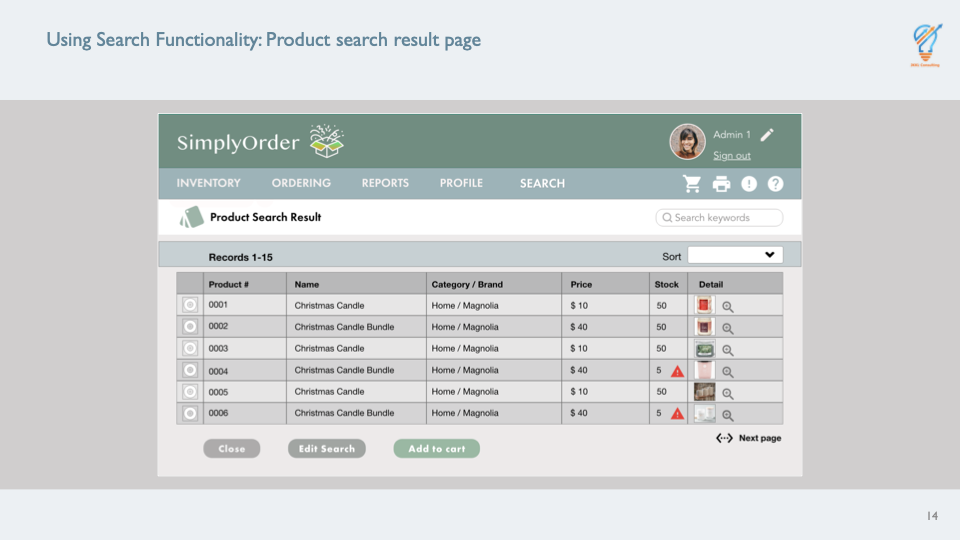 Using Search Functionality: Product search result page
SimplyOrder
Admin 1
Sign out
INVENTORY ORDERING REPORTS PROFILE SEARCH
Product Search Result
Search keywords
Records 1-15
Sort
Product # Name Category / Brand Price Stock Detail
0001 Christmas Candle Home / Magnolia $ 10 50
0002 Christmas Candle Bundle Home / Magnolia $ 40 50
0003 Christmas Candle Home / Magnolia $ 10 50
0004 Christmas Candle Bundle Home / Magnolia $ 40 5
0005 Christmas Candle Home / Magnolia $ 10 50
0006 Christmas Candle Bundle Home / Magnolia $ 40 5
Next page
Close Edit Search Add to cart
14